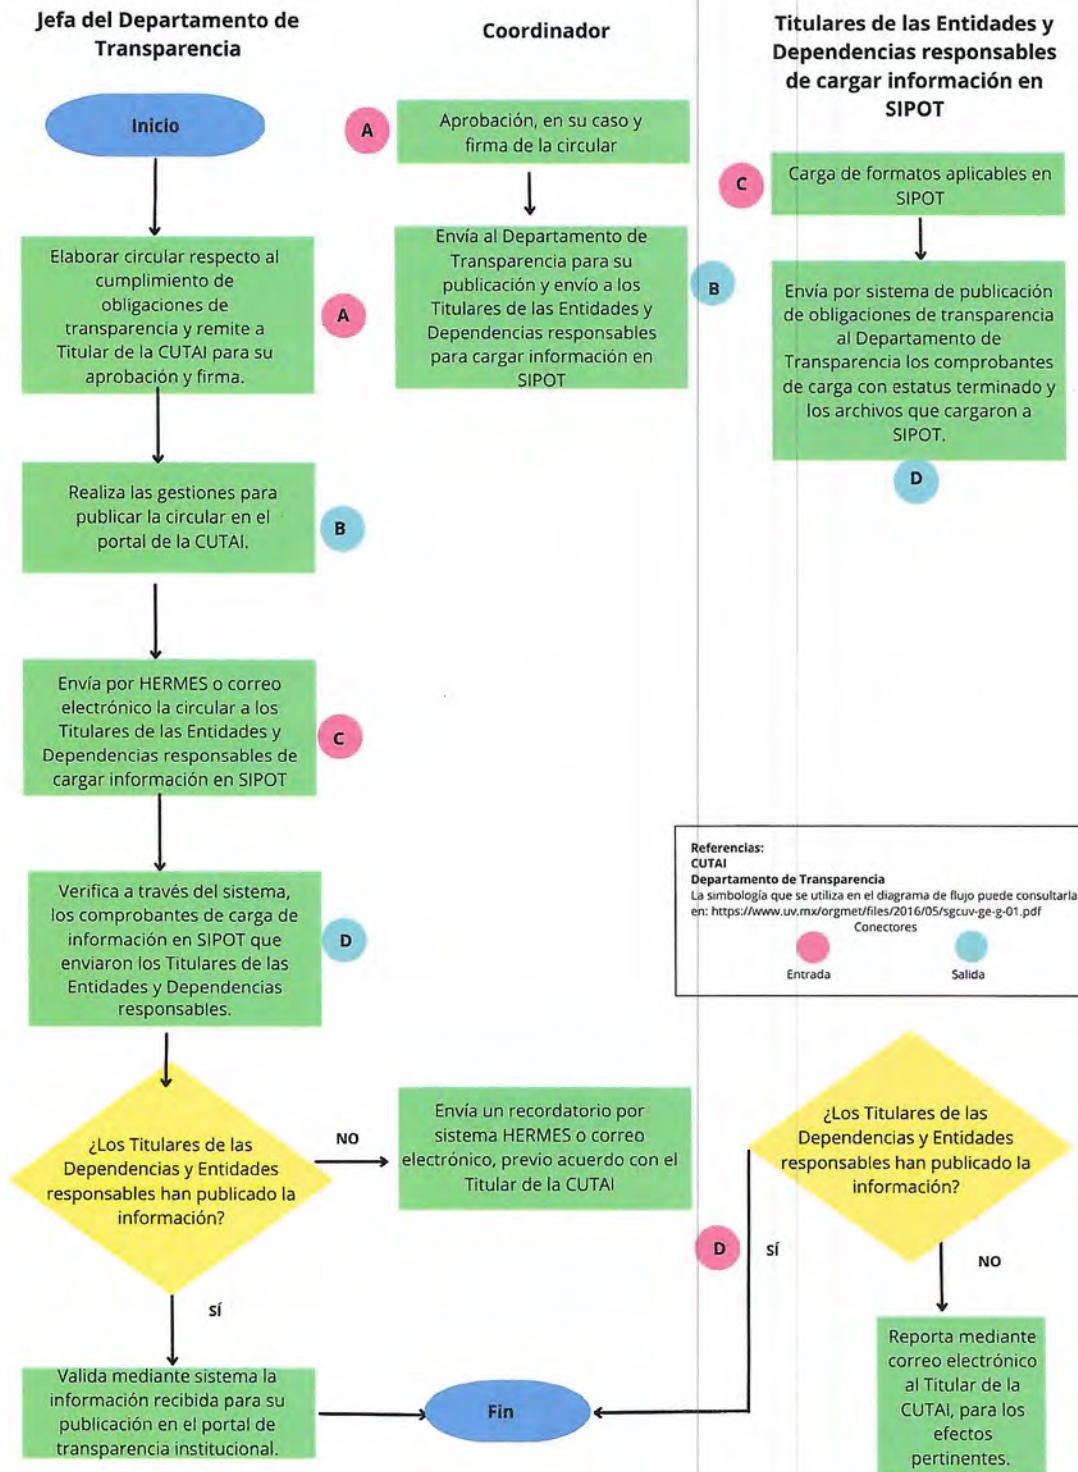 Jefa del Departamento de
Transparencia
Inicio
Elaborar circular respecto al
cumplimiento de
obligaciones de
transparencia y remite a
Titular de la CUTAI para su
aprobación y firma.
A
Realiza las gestiones para
publicar la circular en el
portal de la CUTAI.
B
Envía por HERMES o correo
electrónico la circular a los
Titulares de las Entidades y
Dependencias responsables de
cargar información en SIPOT
C
Verifica a través del sistema,
los comprobantes de carga de
información en SIPOT que
enviaron los Titulares de las
Entidades y Dependencias
responsables.
D
¿Los Titulares de las
Dependencias y Entidades
responsables han publicado la
información?
NO
SÍ
Valida mediante sistema la
información recibida para su
publicación en el portal de
transparencia institucional.
Coordinador
A
Aprobación, en su caso y
firma de la circular
Envía al Departamento de
Transparencia para su
publicación y envío a los
Titulares de las Entidades y
Dependencias responsables
para cargar información en
SIPOT
B
Envía un recordatorio por
sistema HERMES o correo
electrónico, previo acuerdo con el
Titular de la CUTAI
D
Fin
Titulares de las Entidades y
Dependencias responsables
de cargar información en
SIPOT
C
Carga de formatos aplicables en
SIPOT
Envía por sistema de publicación
de obligaciones de transparencia
al Departamento de
Transparencia los comprobantes
de carga con estatus terminado y
los archivos que cargaron a
SIPOT.
D
Referencias:
CUTAI
Departamento de Transparencia
La simbología que se utiliza en el diagrama de flujo puede consultarla
en: https://www.uv.mx/orgmet/files/2016/05/sgcuv-ge-g-01.pdf
Conectores
Entrada
Salida
¿Los Titulares de las
Dependencias y Entidades
responsables han publicado la
información?
SÍ
NO
Reporta mediante
correo electrónico
al Titular de la
CUTAI, para los
efectos
pertinentes.